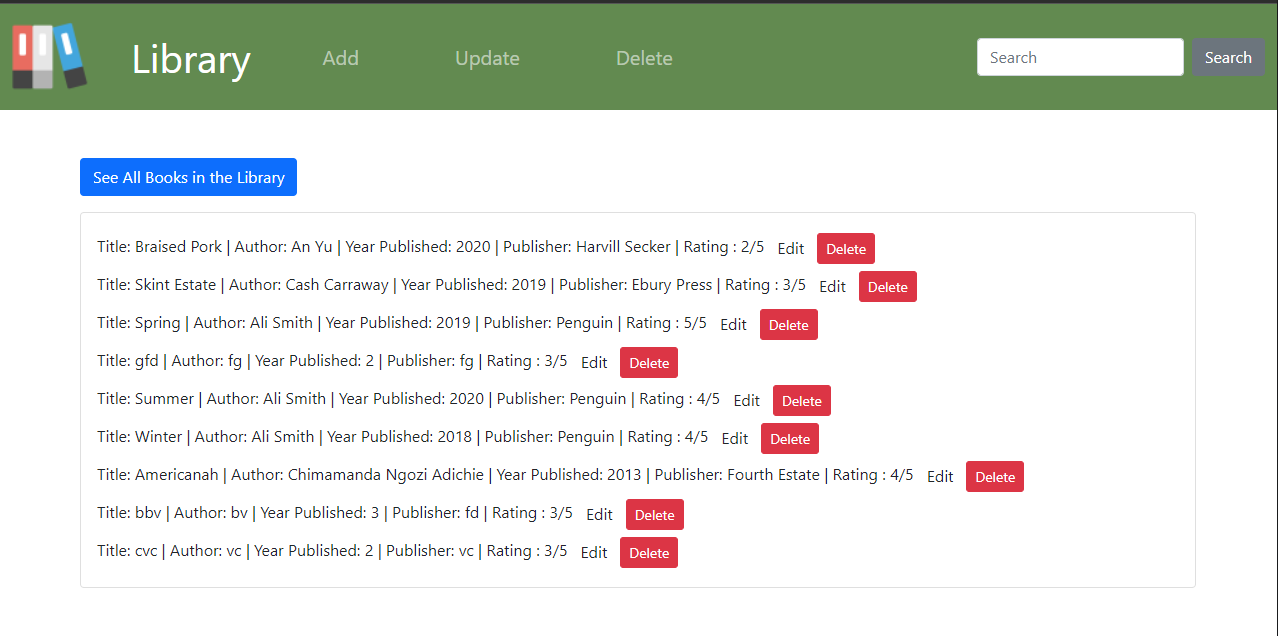 Library Add Update Delete Search Search
See All Books in the Library
Title: Braised Pork | Author: An Yu | Year Published: 2020 | Publisher: Harvill Secker | Rating : 2/5 Edit Delete
Title: Skint Estate | Author: Cash Carraway | Year Published: 2019 | Publisher: Ebury Press | Rating : 3/5 Edit Delete
Title: Spring | Author: Ali Smith | Year Published: 2019 | Publisher: Penguin | Rating : 5/5 Edit Delete
Title: gfd | Author: fg | Year Published: 2 | Publisher: fg | Rating : 3/5 Edit Delete
Title: Summer | Author: Ali Smith | Year Published: 2020 | Publisher: Penguin | Rating : 4/5 Edit Delete
Title: Winter | Author: Ali Smith | Year Published: 2018 | Publisher: Penguin | Rating : 4/5 Edit Delete
Title: Americanah | Author: Chimamanda Ngozi Adichie | Year Published: 2013 | Publisher: Fourth Estate | Rating : 4/5 Edit Delete
Title: bbv | Author: bv | Year Published: 3 | Publisher: fd | Rating : 3/5 Edit Delete
Title: cvc | Author: vc | Year Published: 2 | Publisher: vc | Rating : 3/5 Edit Delete